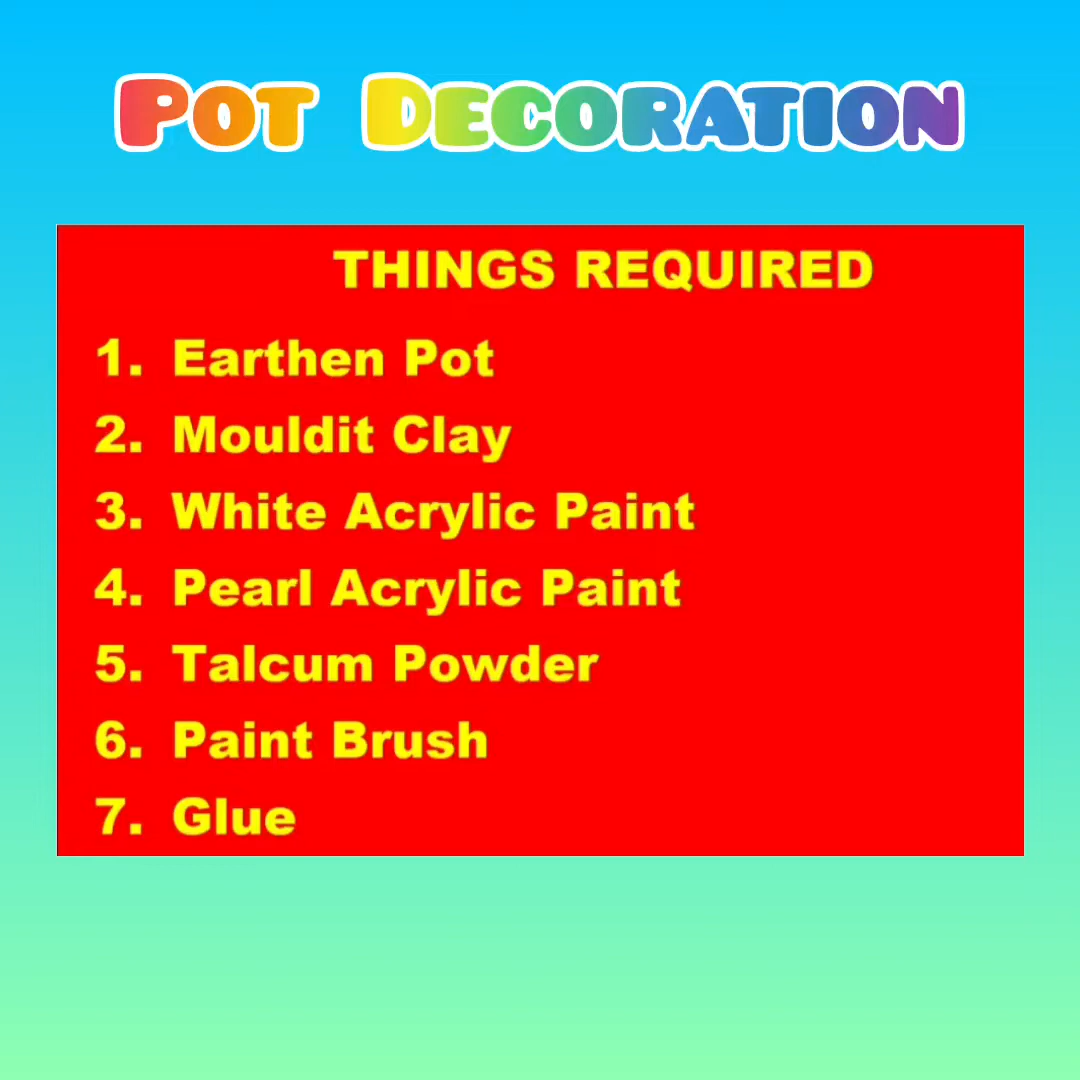 Pot Decoration
THINGS REQUIRED
1. Earthen Pot
2. Mouldit Clay
3. White Acrylic Paint
4. Pearl Acrylic Paint
5. Talcum Powder
6. Paint Brush
7. Glue